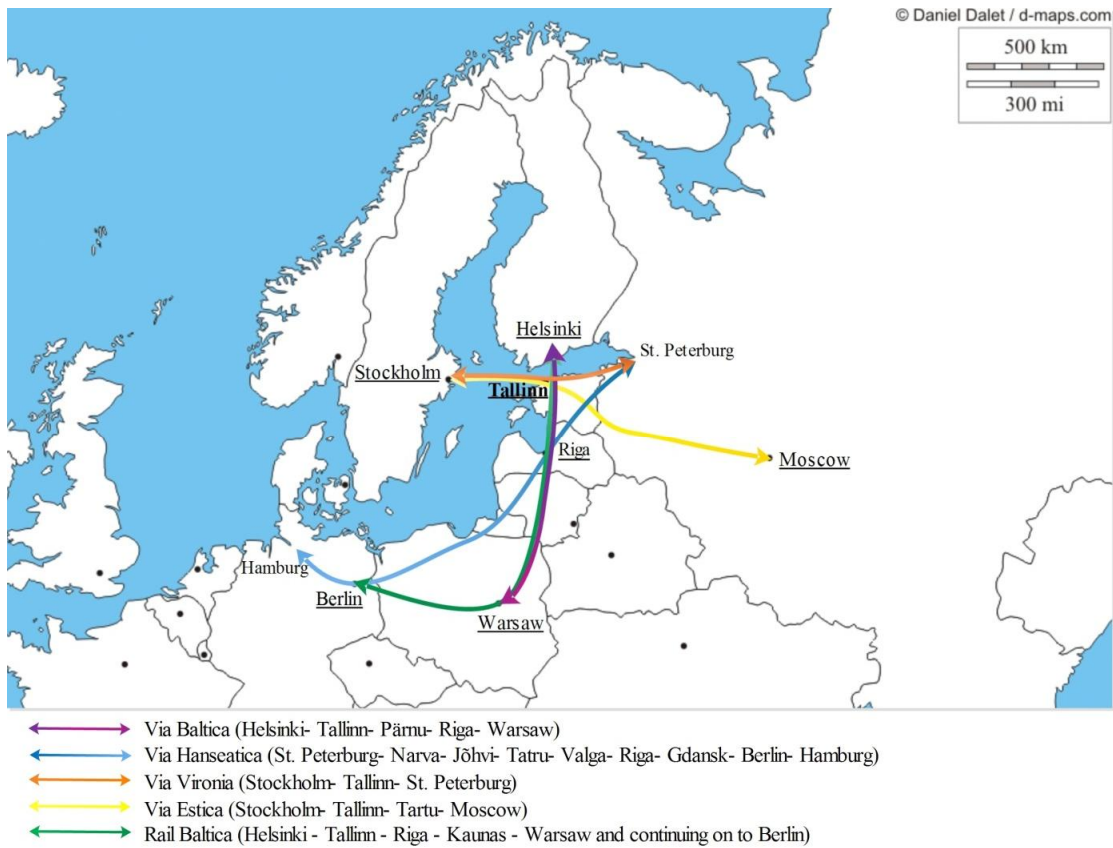 © Daniel Dalet / d-maps.com
500 km
300 mi
Helsinki
St. Peterburg
Stockholm
Tallinn
Riga
Moscow
Hamburg
Berlin
Warsaw
Via Baltica (Helsinki- Tallinn- Pärnu- Riga- Warsaw)
Via Hanseatica (St. Peterburg- Narva- Jõhvi- Tatru- Valga- Riga- Gdansk- Berlin- Hamburg)
Via Vironia (Stockholm- Tallinn- St. Peterburg)
Via Estica (Stockholm- Tallinn- Tartu- Moscow)
Rail Baltica (Helsinki - Tallinn - Riga - Kaunas - Warsaw and continuing on to Berlin)